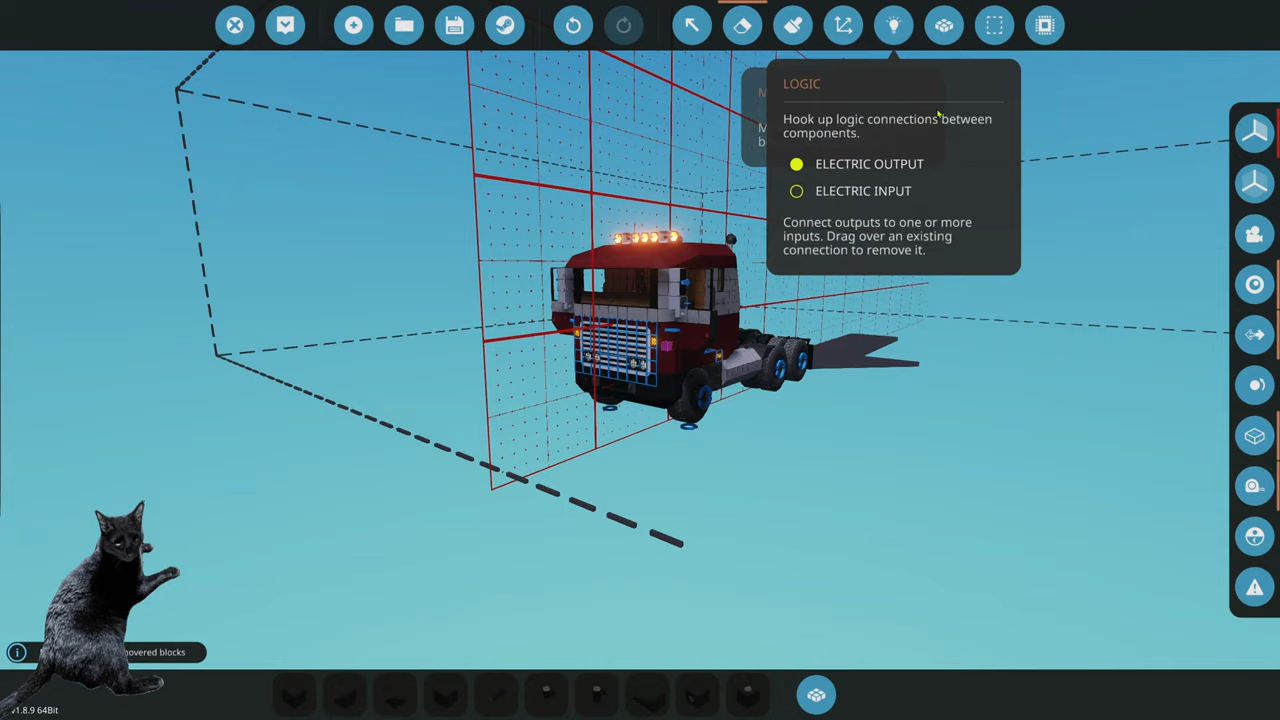 LOGIC
Hook up logic connections between
components.
ELECTRIC OUTPUT
ELECTRIC INPUT
Connect outputs to one or more
inputs. Drag over an existing
connection to remove it.
M
M
b
overed blocks
v1.8.9 64Bit